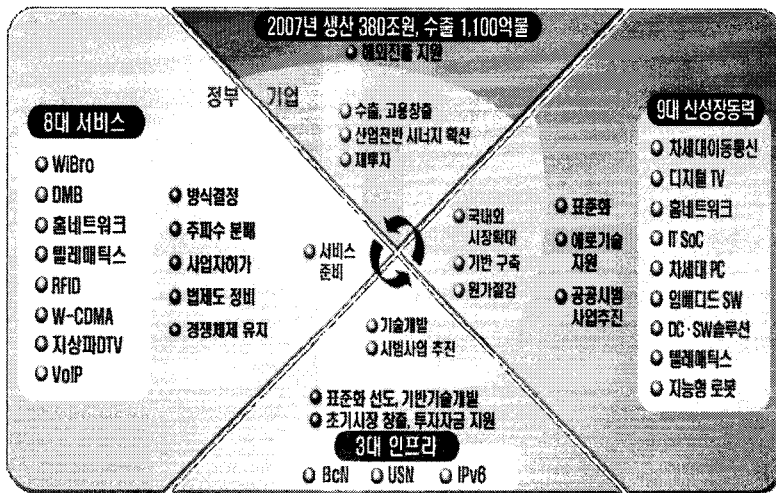 2007년 생산 380조원, 수출 1,100억불
해외진출 지원
정부 기업
수출, 고용창출
산업전반 시너지 확산
재투자
8대 서비스
WiBro
DMB
홈네트워크
텔레매틱스
RFID
W-CDMA
지상파DTV
VoIP
방식결정
주파수 분배
사업자허가
법제도 정비
경쟁체제 유지
서비스
준비
국내외
시장확대
기반 구축
원가절감
표준화
애로기술
지원
공공시범
사업추진
9대 신성장동력
차세대이동통신
디지털 TV
홈네트워크
IT SoC
차세대 PC
임베디드 SW
DC·SW솔루션
텔레매틱스
지능형 로봇
기술개발
시범사업 추진
표준화 선도, 기반기술개발
초기시장 창출, 투자자금 지원
3대 인프라
BcN USN IPv6